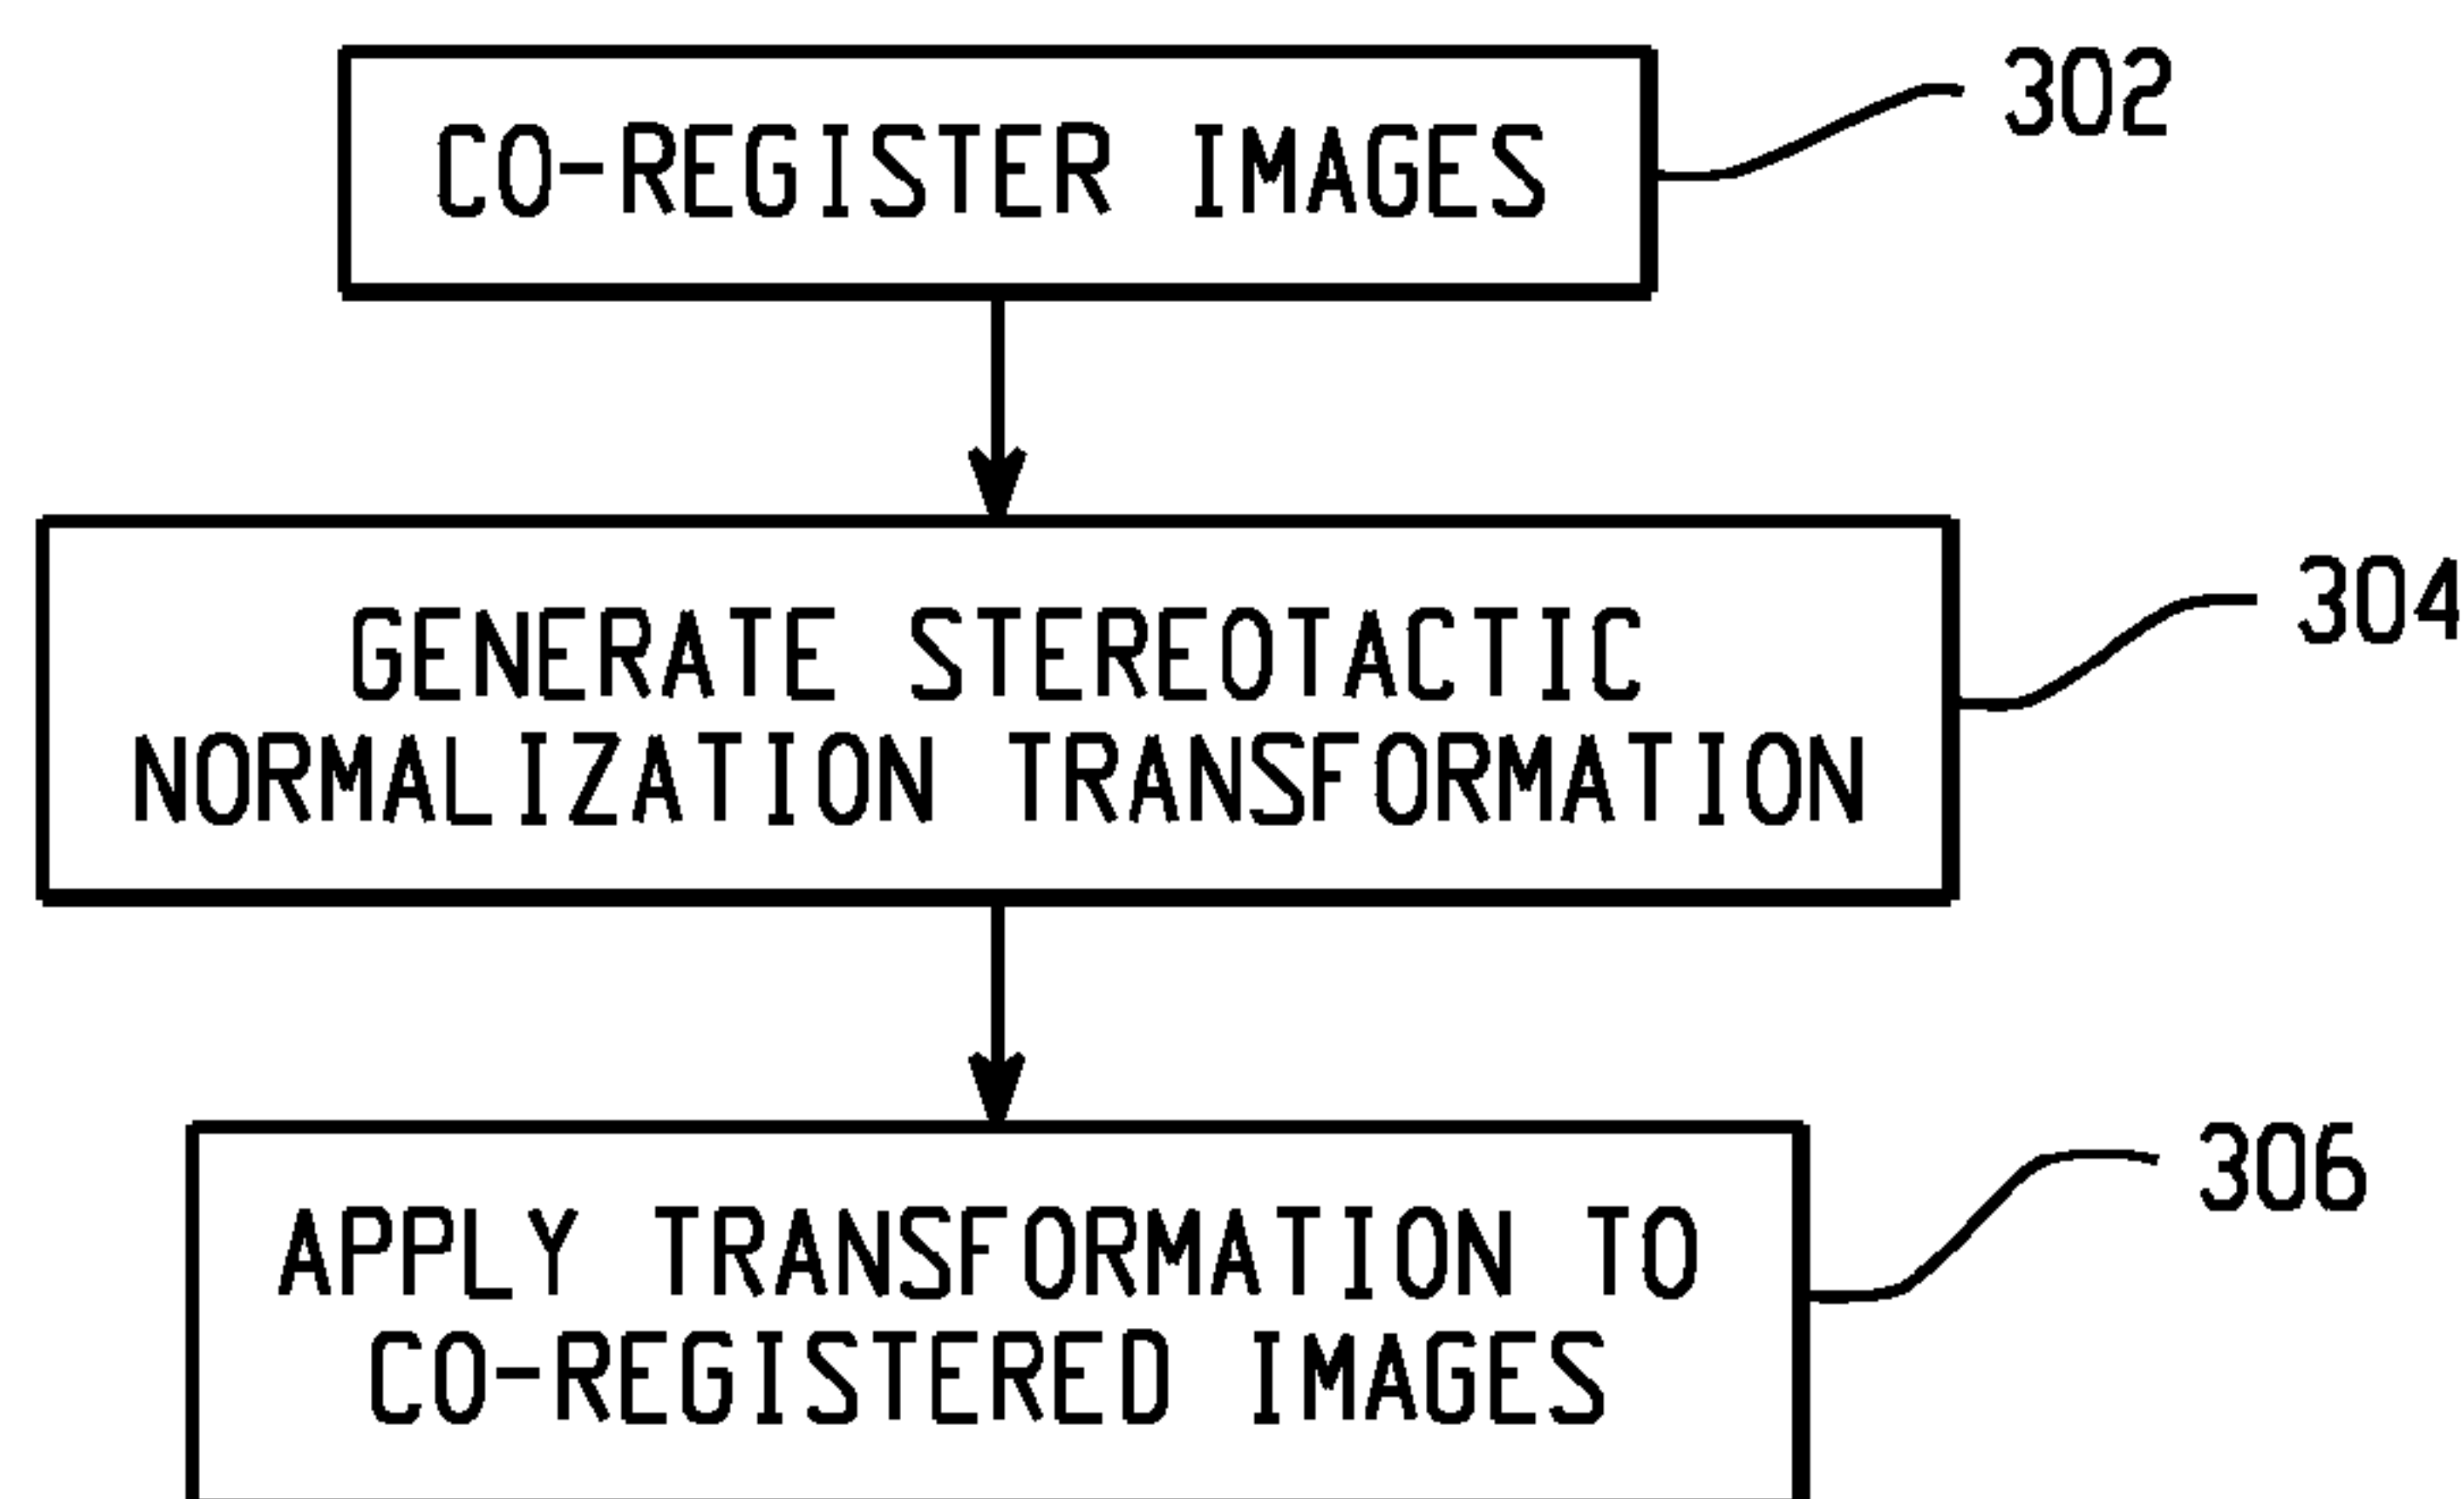 CO-REGISTER IMAGES
302
GENERATE STEREOTACTIC
NORMALIZATION TRANSFORMATION
304
APPLY TRANSFORMATION TO
CO-REGISTERED IMAGES
306